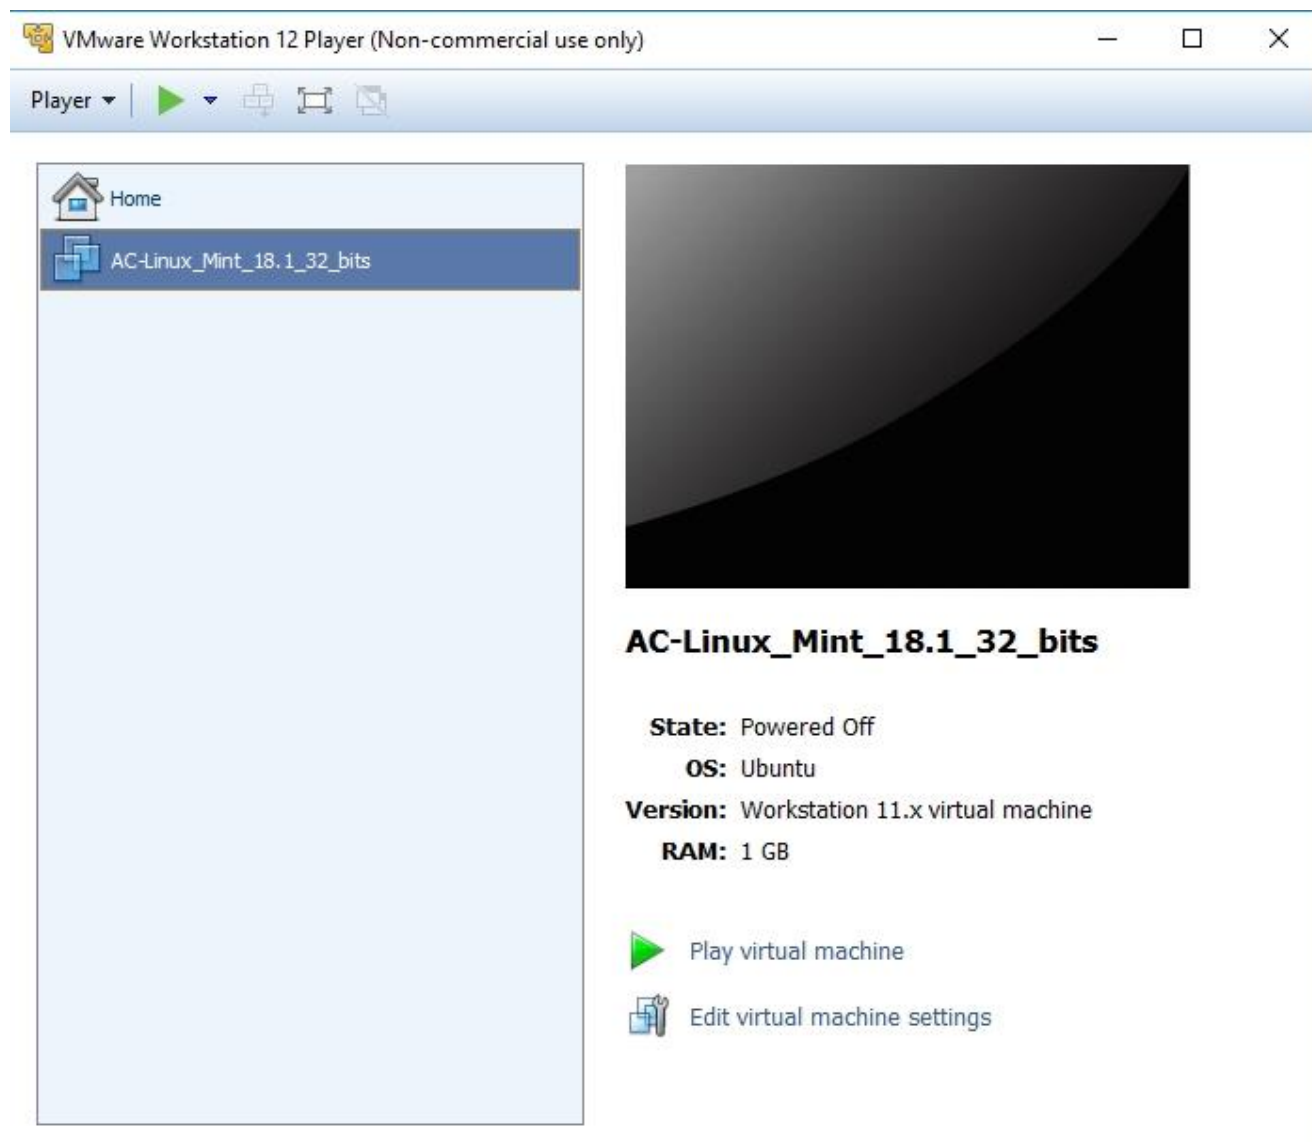 VMware Workstation 12 Player (Non-commercial use only)
Player
Home
AC-Linux_Mint_18.1_32_bits
AC-Linux_Mint_18.1_32_bits
State: Powered Off
OS: Ubuntu
Version: Workstation 11.x virtual machine
RAM: 1 GB
Play virtual machine
Edit virtual machine settings